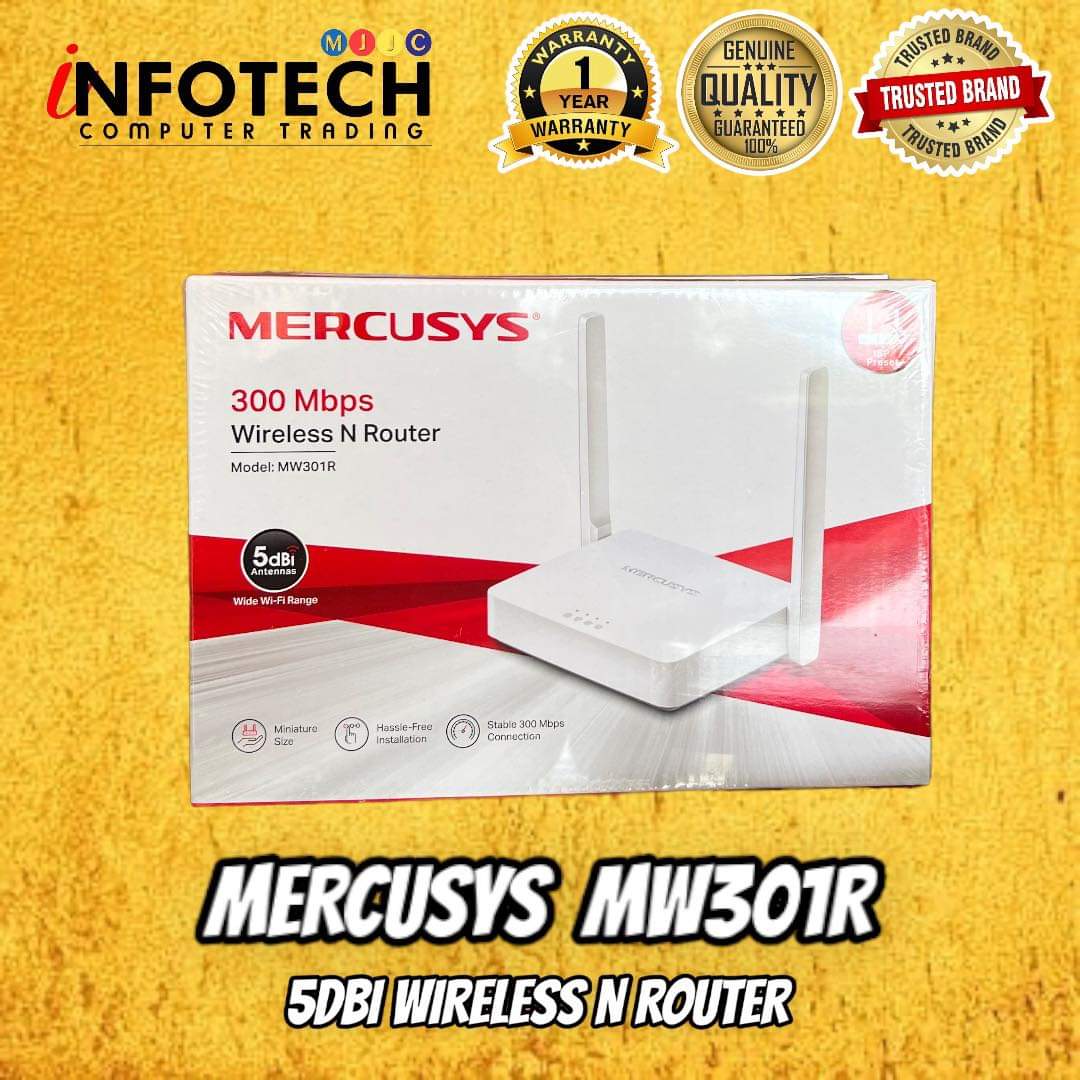 MJJC
iNFOTECH
COMPUTER TRADING
WARRANTY
1
YEAR
WARRANTY
GENUINE
QUALITY
GUARANTEED
100%
TRUSTED BRAND
TRUSTED BRAND
TRUSTED BRAND
MERCUSYS®
300 Mbps
Wireless N Router
Model: MW301R
ISP
Preset
5dBi
Antennas
Wide Wi-Fi Range
MERCUSYS
Miniature
Size
Hassle-Free
Installation
Stable 300 Mbps
Connection
MERCUSYS MW301R
5DBI WIRELESS N ROUTER